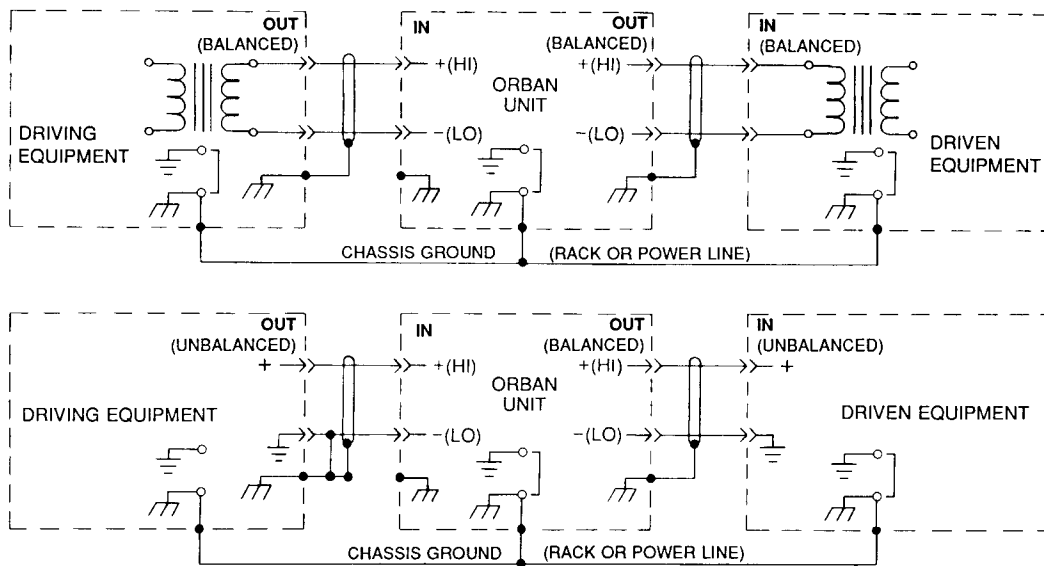 OUT
(BALANCED)
IN
+(HI)
-(LO)
ORBAN
UNIT
OUT
(BALANCED)
+(HI)
-(LO)
IN
(BALANCED)
DRIVING
EQUIPMENT
DRIVEN
EQUIPMENT
CHASSIS GROUND
(RACK OR POWER LINE)
OUT
(UNBALANCED)
+
IN
+(HI)
-(LO)
ORBAN
UNIT
OUT
(BALANCED)
+(HI)
-(LO)
IN
(UNBALANCED)
+
DRIVING EQUIPMENT
DRIVEN EQUIPMENT
CHASSIS GROUND
(RACK OR POWER LINE)